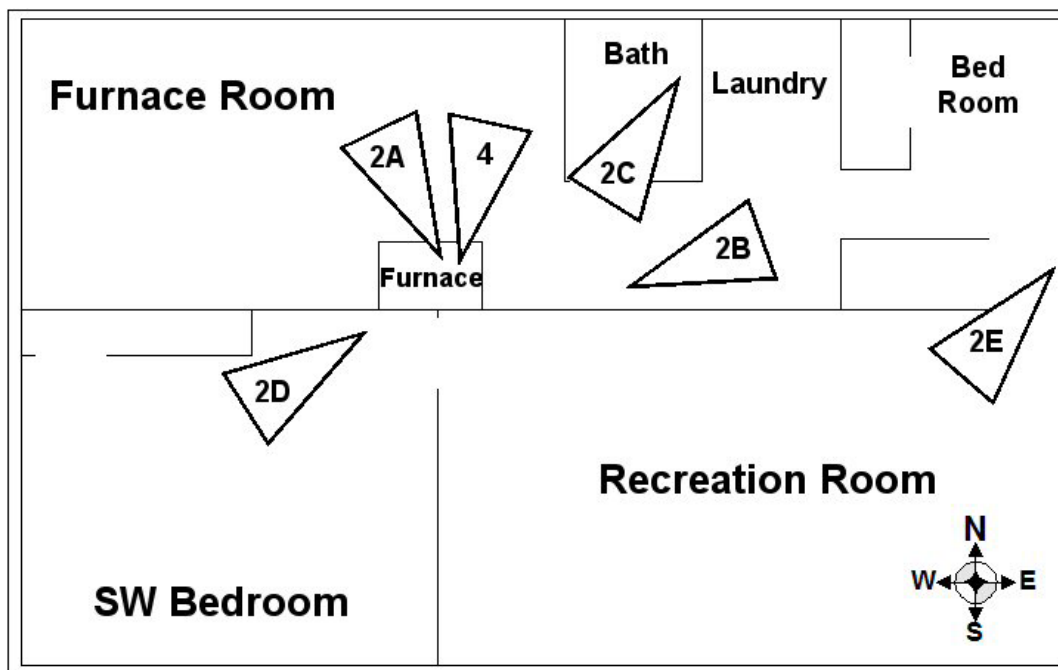 Bath
Bed
Room
Furnace Room
Laundry
2A
4
2C
2B
Furnace
2E
2D
Recreation Room
N
W
E
S
SW Bedroom